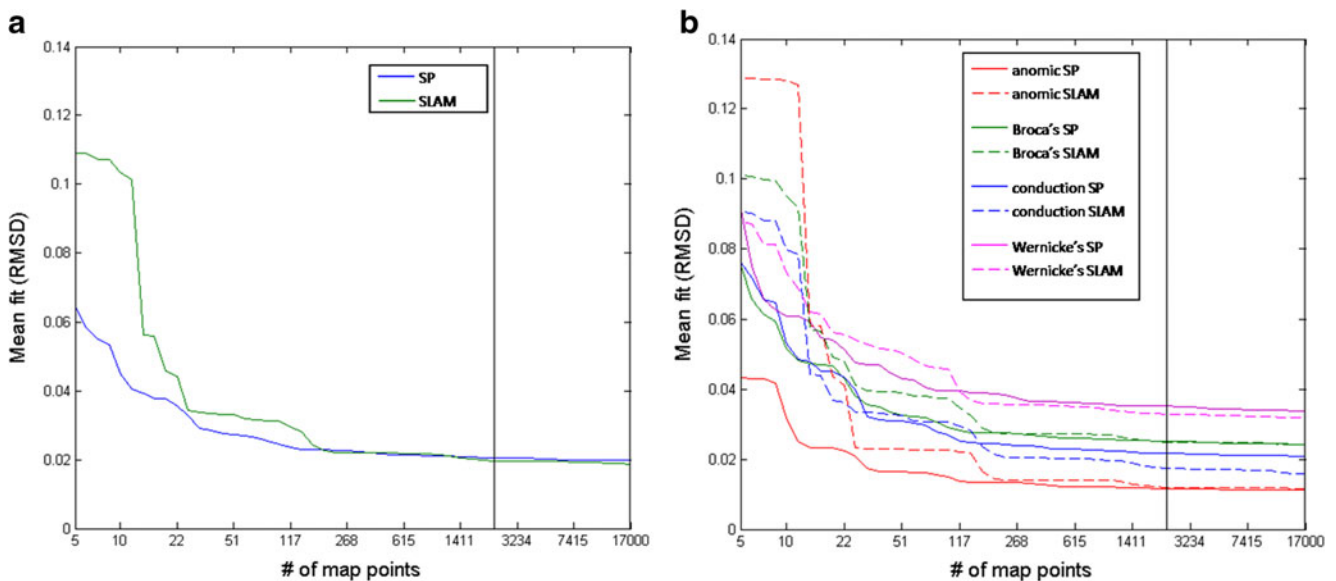 a
0.14
0.12
0.1
0.08
0.06
0.04
0.02
0
Mean fit (RMSD)
SP
SLAM
5 10 22 51 117 268 615 1411 3234 7415 17000
# of map points
b
0.14
0.12
0.1
0.08
0.06
0.04
0.02
0
Mean fit (RMSD)
anomic SP
anomic SLAM
Broca's SP
Broca's SLAM
conduction SP
conduction SLAM
Wernicke's SP
Wernicke's SLAM
5 10 22 51 117 268 615 1411 3234 7415 17000
# of map points